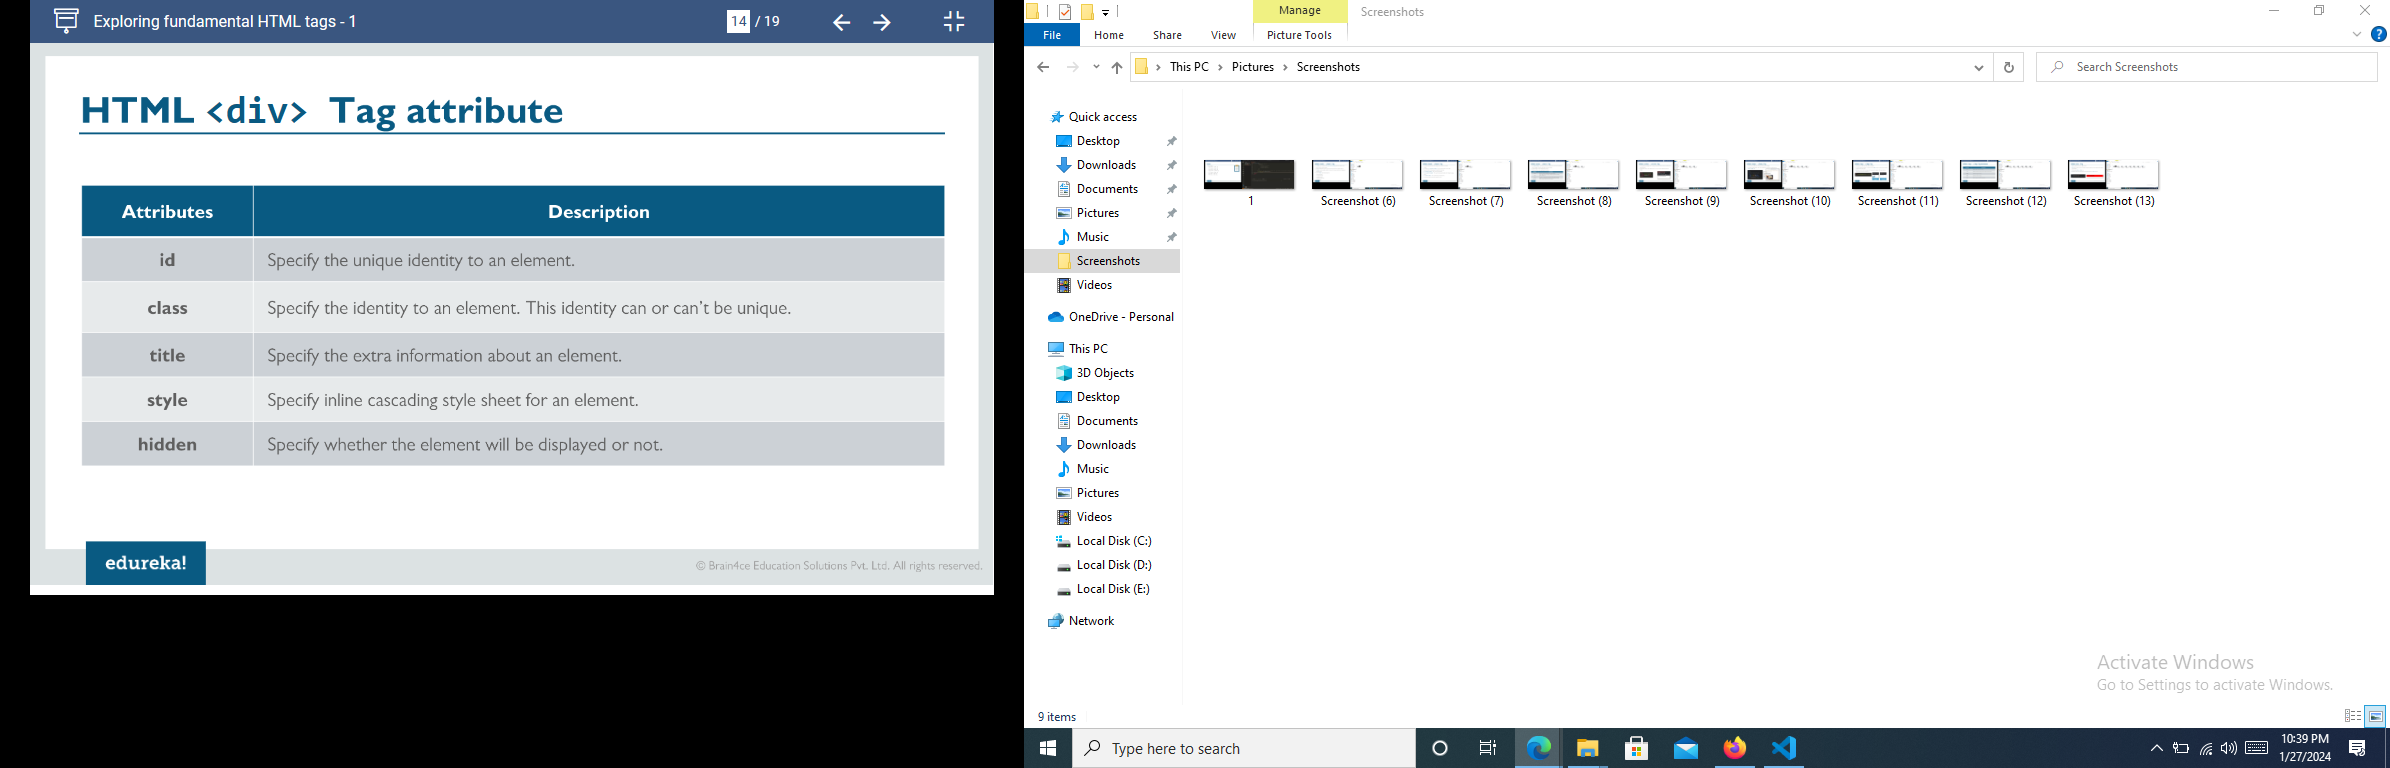 Exploring fundamental HTML tags - 1
14 / 19
HTML <div> Tag attribute
Attributes Description
id Specify the unique identity to an element.
class Specify the identity to an element. This identity can or can't be unique.
title Specify the extra information about an element.
style Specify inline cascading style sheet for an element.
hidden Specify whether the element will be displayed or not.
edureka!
© Brain4ce Education Solutions Pvt. Ltd. All rights reserved.
Manage Screenshots
File Home Share View Picture Tools
This PC > Pictures > Screenshots
Search Screenshots
Quick access
Desktop
Downloads
Documents
Pictures
Music
Screenshots
Videos
OneDrive - Personal
This PC
3D Objects
Desktop
Documents
Downloads
Music
Pictures
Videos
Local Disk (C:)
Local Disk (D:)
Local Disk (E:)
Network
1 Screenshot (6) Screenshot (7) Screenshot (8) Screenshot (9) Screenshot (10) Screenshot (11) Screenshot (12) Screenshot (13)
Activate Windows
Go to Settings to activate Windows.
9 items
Type here to search
10:39 PM
1/27/2024